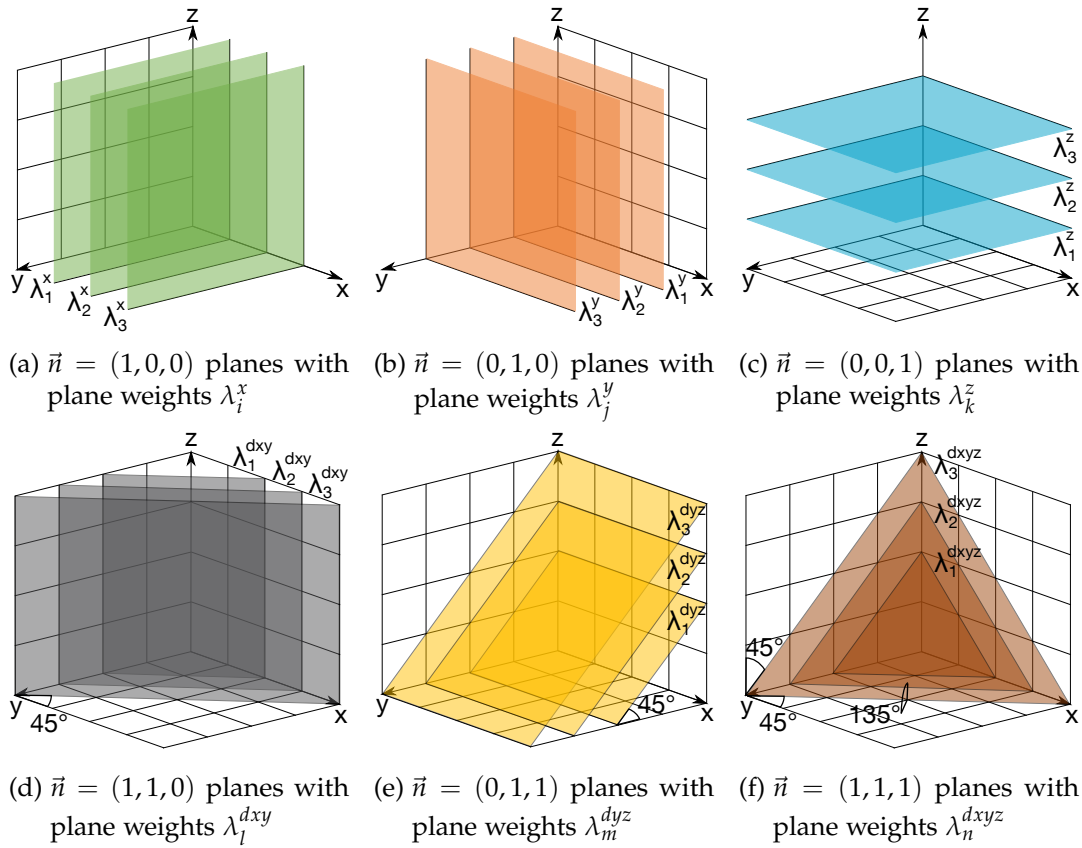 z
y
x
λ₁ˣ
λ₂ˣ
λ₃ˣ
z
y
x
λ₃ʸ
λ₂ʸ
λ₁ʸ
z
λ₃ᶻ
λ₂ᶻ
λ₁ᶻ
y
x
(a) n⃗ = (1, 0, 0) planes with
plane weights λᵢˣ
(b) n⃗ = (0, 1, 0) planes with
plane weights λⱼʸ
(c) n⃗ = (0, 0, 1) planes with
plane weights λₖᶻ
z
λ₁ᵈˣʸ
λ₂ᵈˣʸ
λ₃ᵈˣʸ
y
45°
x
z
λ₃ᵈʸᶻ
λ₂ᵈʸᶻ
λ₁ᵈʸᶻ
y
45°
x
z
λ₃ᵈˣʸᶻ
λ₂ᵈˣʸᶻ
λ₁ᵈˣʸᶻ
45°
y
45°
135°
x
(d) n⃗ = (1, 1, 0) planes with
plane weights λₗᵈˣʸ
(e) n⃗ = (0, 1, 1) planes with
plane weights λₘᵈʸᶻ
(f) n⃗ = (1, 1, 1) planes with
plane weights λₙᵈˣʸᶻ